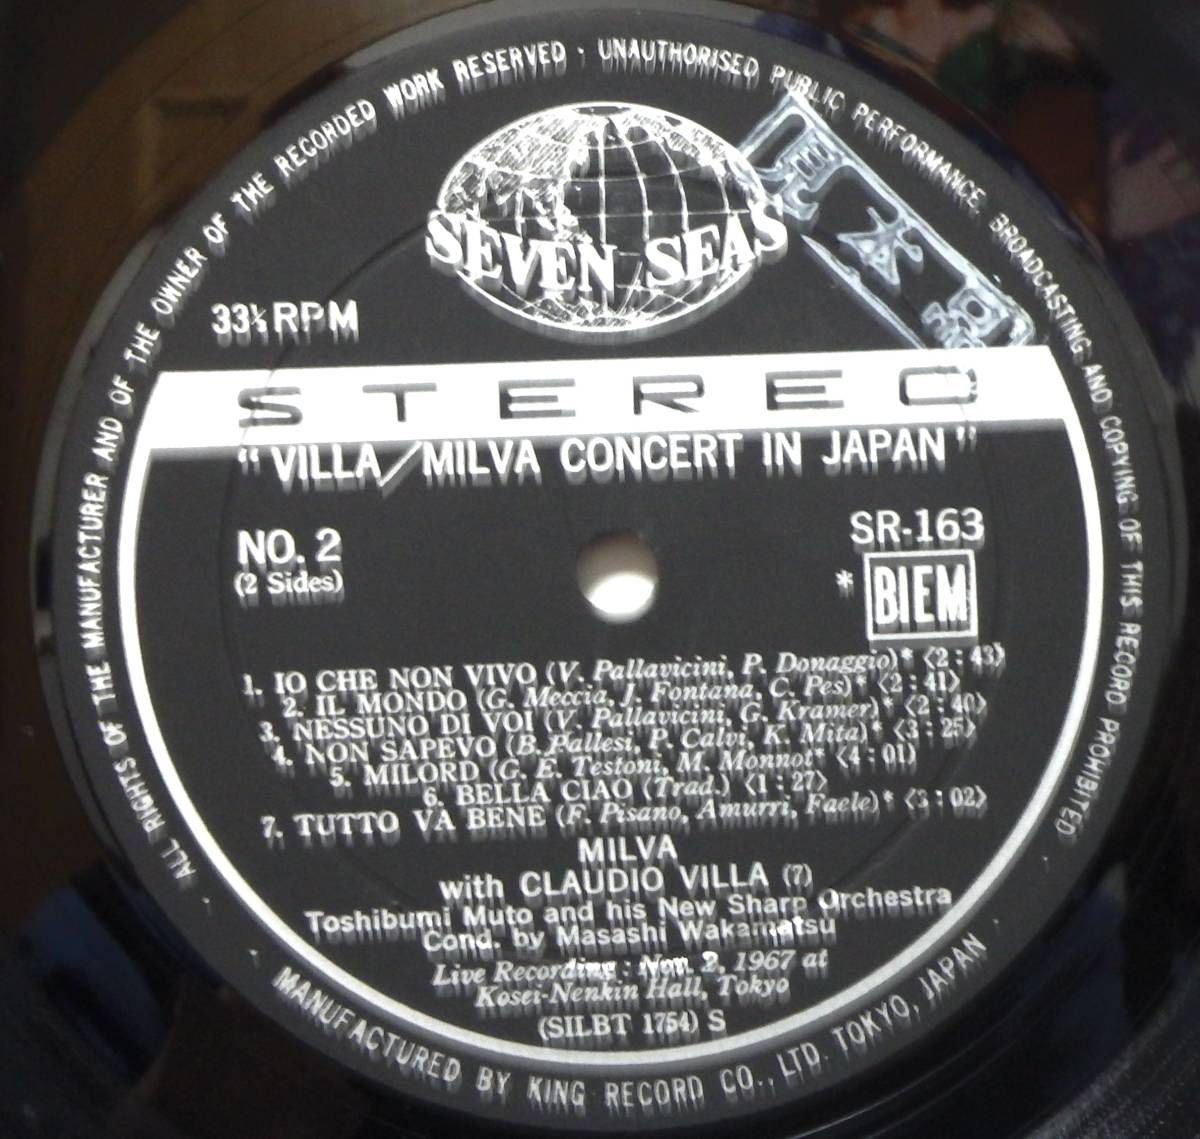 ALL RIGHTS OF THE MANUFACTURER AND OF THE OWNER OF THE RECORDED WORK RESERVED · UNAUTHORISED PUBLIC PERFORMANCE, BROADCASTING AND COPYING OF THIS RECORD PROHIBITED ·
SEVEN SEAS
見本盤
33⅓ RPM
STEREO
"VILLA/MILVA CONCERT IN JAPAN"
NO. 2
(2 Sides)
SR-163
* BIEM
1. IO CHE NON VIVO (V. Pallavicini, P. Donaggio)* <2:43>
2. IL MONDO (G. Meccia, J. Fontana, C. Pes)* <2:41>
3. NESSUNO DI VOI (V. Pallavicini, G. Kramer)* <2:40>
4. NON SAPEVO (B. Pallesi, P. Calvi, K. Mita)* <3:25>
5. MILORD (G. E. Testoni, M. Monnot* <4:01>
6. BELLA CIAO (Trad.) <1:27>
7. TUTTO VA BENE (F. Pisano, Amurri, Faele)* <3:02>
MILVA
with CLAUDIO VILLA (7)
Toshibumi Muto and his New Sharp Orchestra
Cond. by Masashi Wakamatsu
Live Recording: Nov. 2, 1967 at
Kosei-Nenkin Hall, Tokyo
(SILBT 1754) S
· MANUFACTURED BY KING RECORD CO., LTD. TOKYO, JAPAN ·